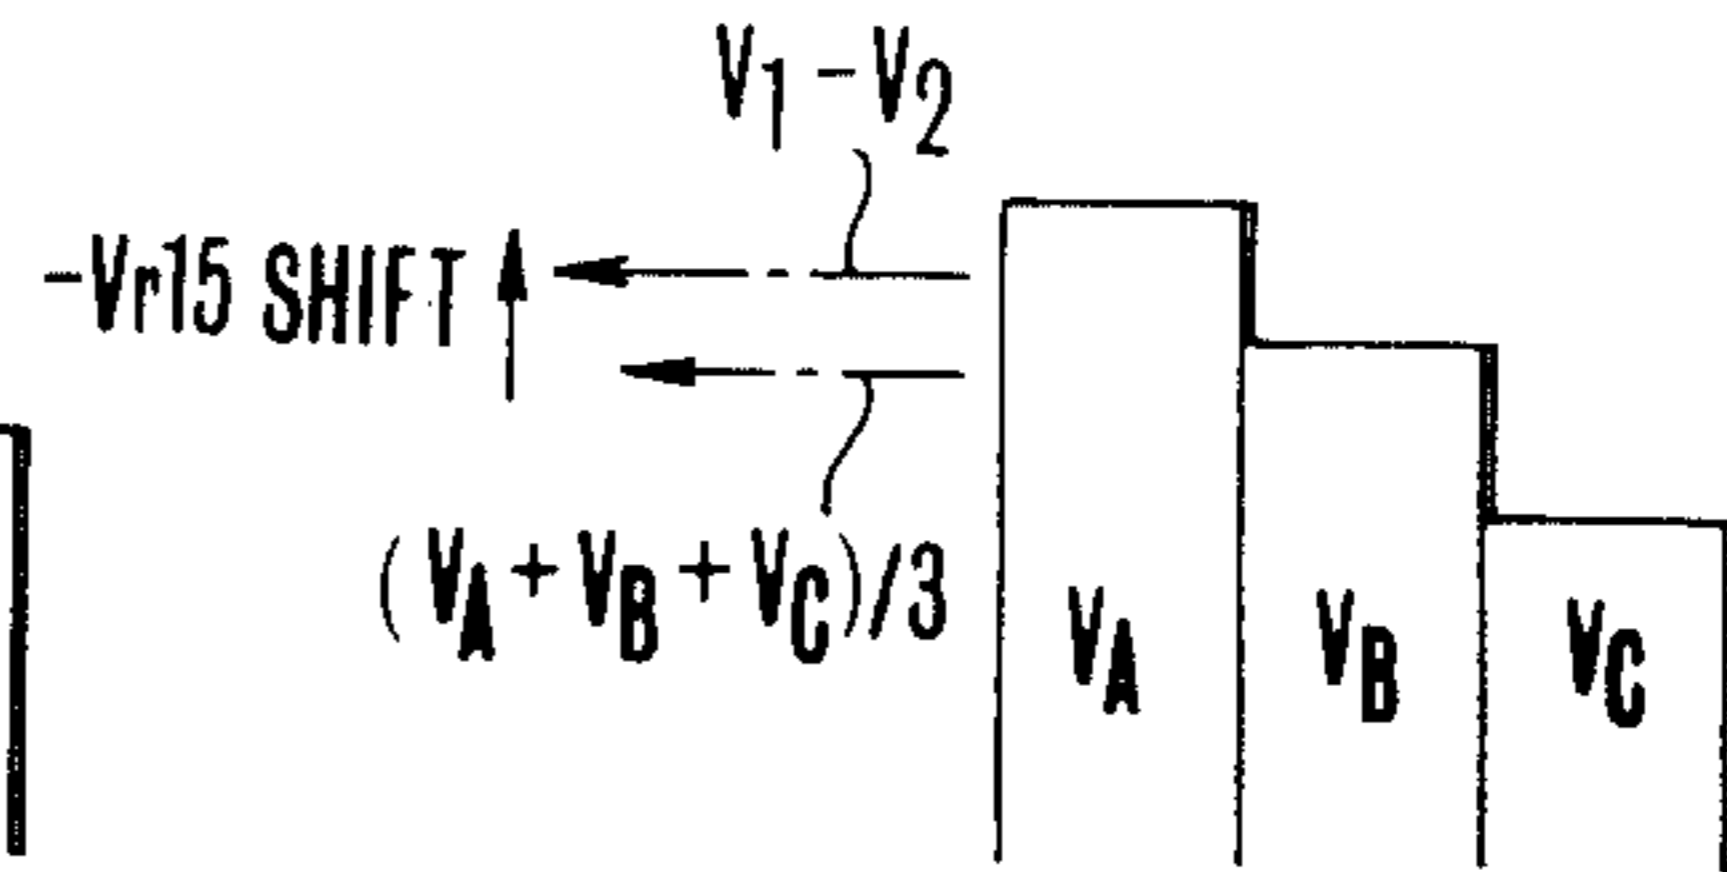 V1 - V2
-Vr15 SHIFT
(VA + VB + VC)/3
VA
VB
VC